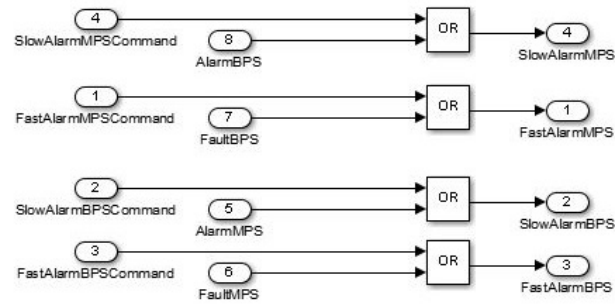 4
SlowAlarmMPSCommand
8
AlarmBPS
OR
4
SlowAlarmMPS
1
FastAlarmMPSCommand
7
FaultBPS
OR
1
FastAlarmMPS
2
SlowAlarmBPSCommand
5
AlarmMPS
OR
2
SlowAlarmBPS
3
FastAlarmBPSCommand
6
FaultMPS
OR
3
FastAlarmBPS